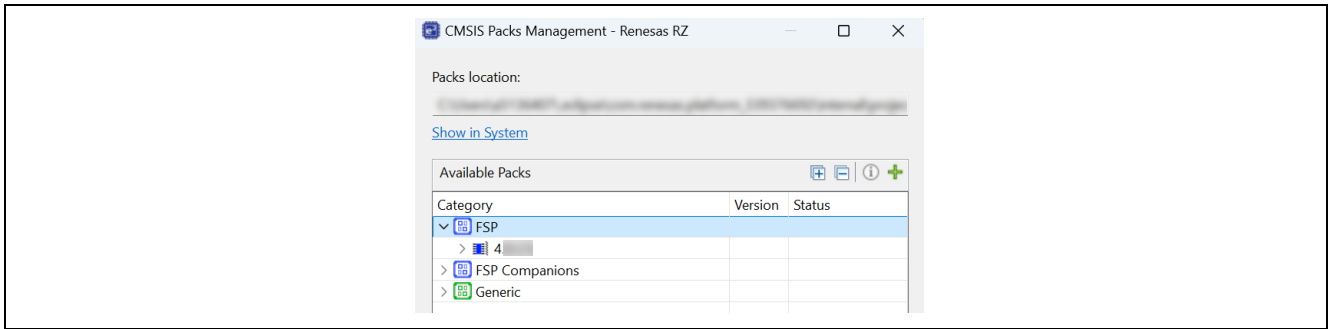 CMSIS Packs Management - Renesas RZ
Packs location:
Show in System
Available Packs
Category Version Status
FSP
4
FSP Companions
Generic